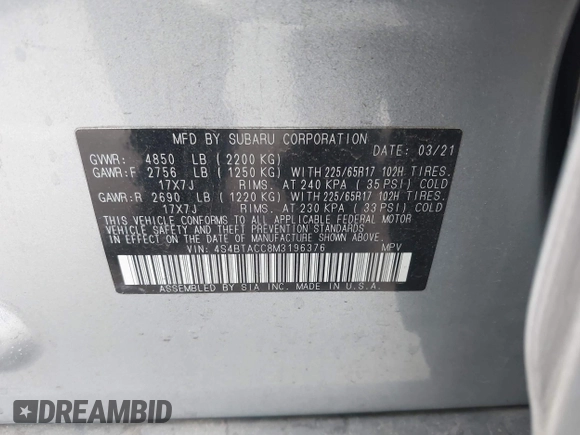 MFD BY SUBARU CORPORATION
GVWR: 4850 LB (2200 KG) DATE: 03/21
GAWR:F 2756 LB (1250 KG) WITH 225/65R17 102H TIRES.
17X7J RIMS. AT 240 KPA (35 PSI) COLD
GAWR:R 2690 LB (1220 KG) WITH 225/65R17 102H TIRES.
17X7J RIMS. AT 230 KPA (33 PSI) COLD
THIS VEHICLE CONFORMS TO ALL APPLICABLE FEDERAL MOTOR
VEHICLE SAFETY AND THEFT PREVENTION STANDARDS
IN EFFECT ON THE DATE OF MANUFACTURE SHOWN ABOVE.
VIN: 4S4BTACC8M3196376 MPV
ASSEMBLED BY SIA INC. MADE IN U.S.A.
DREAMBID